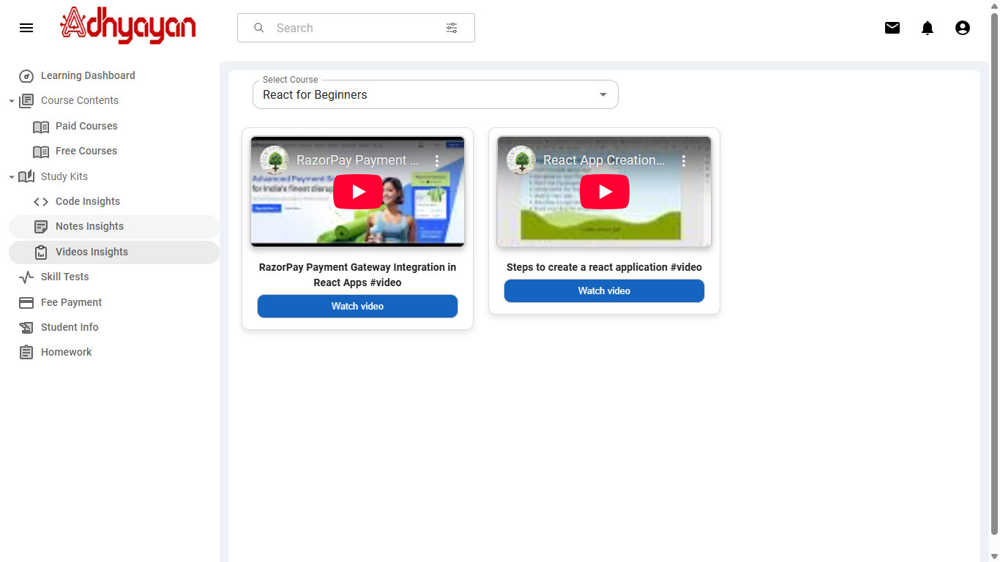 Adhyayan
Search
Learning Dashboard
Course Contents
Paid Courses
Free Courses
Study Kits
Code Insights
Notes Insights
Videos Insights
Skill Tests
Fee Payment
Student Info
Homework
Select Course
React for Beginners
RazorPay Payment ...
Advanced Payment
for India's finest
RazorPay Payment Gateway Integration in
React Apps #video
Watch video
React App Creation...
Steps to create a react application #video
Watch video